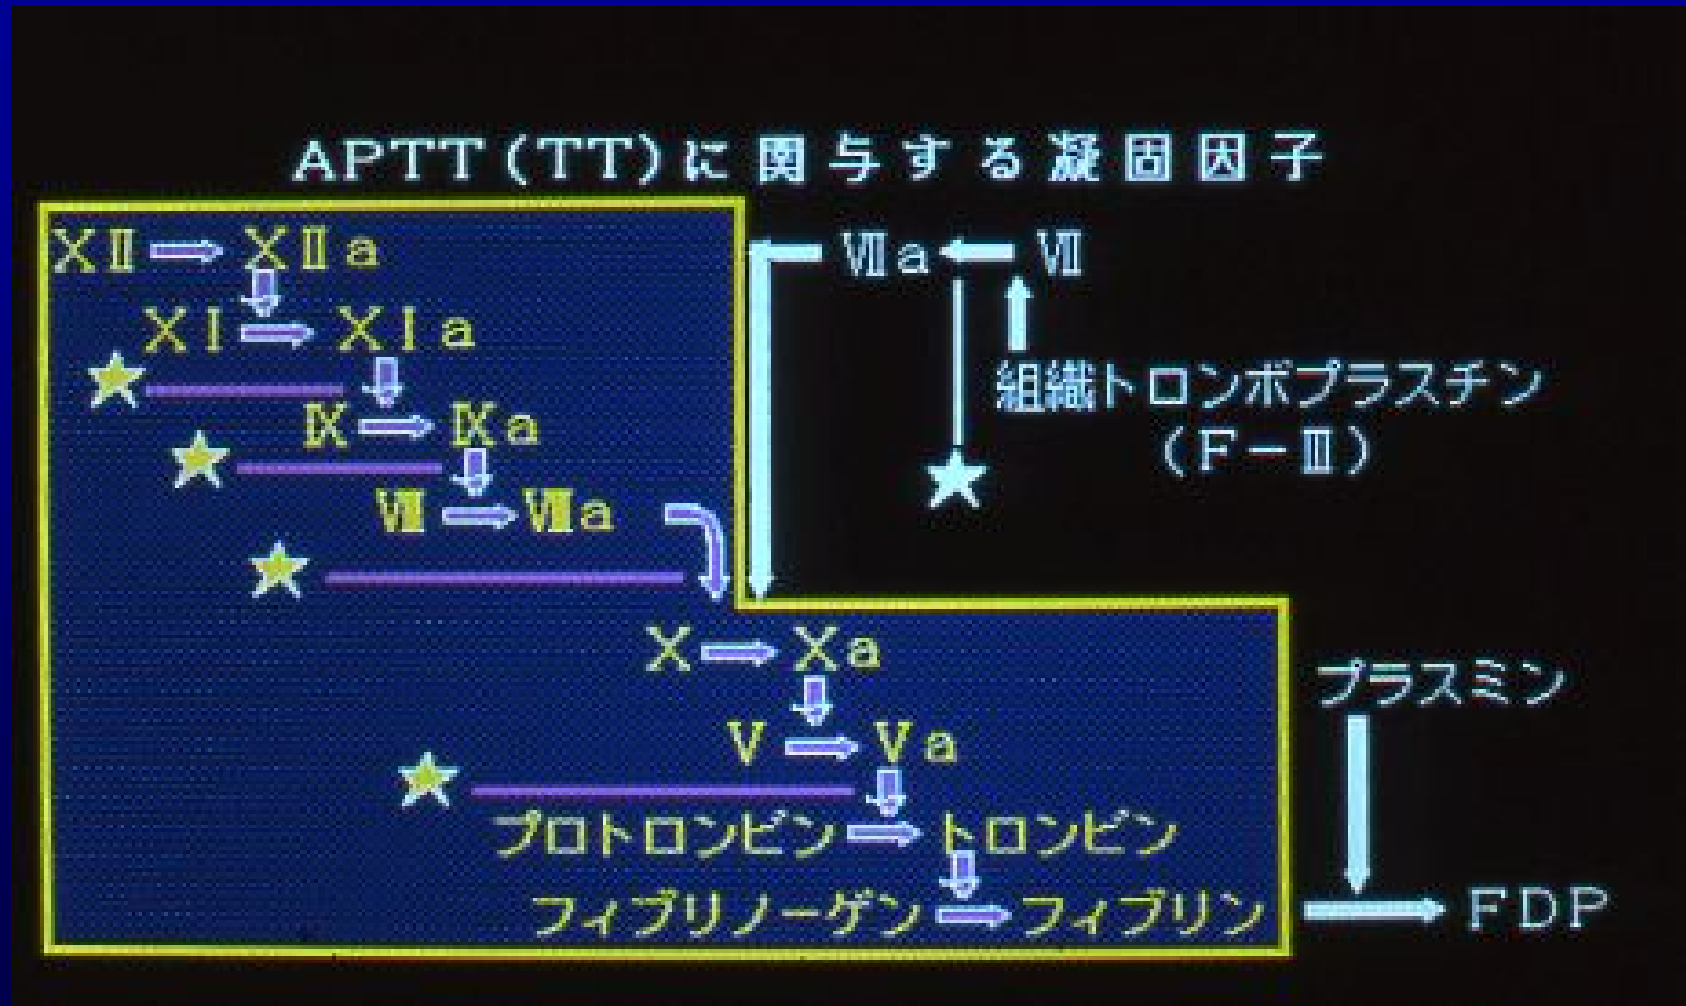 APTT(TT)に関与する凝固因子
XⅡ XⅡa
Ⅶa Ⅶ
XⅠ XⅠa
組織トロンボプラスチン
(F-Ⅲ)
Ⅸ Ⅸa
Ⅷ Ⅷa
X Xa
プラスミン
V Va
プロトロンビン トロンビン
フィブリノーゲン フィブリン FDP